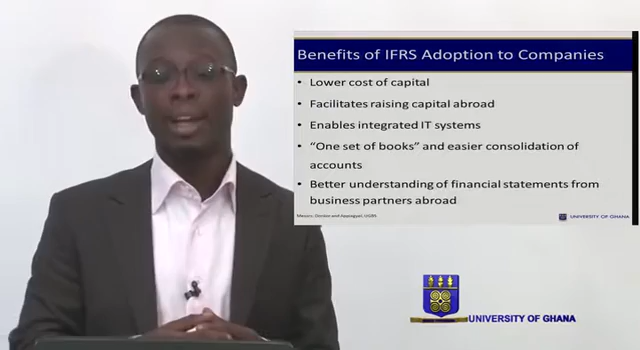 Benefits of IFRS Adoption to Companies
• Lower cost of capital
• Facilitates raising capital abroad
• Enables integrated IT systems
• “One set of books” and easier consolidation of
accounts
• Better understanding of financial statements from
business partners abroad
UNIVERSITY OF GHANA
UNIVERSITY OF GHANA